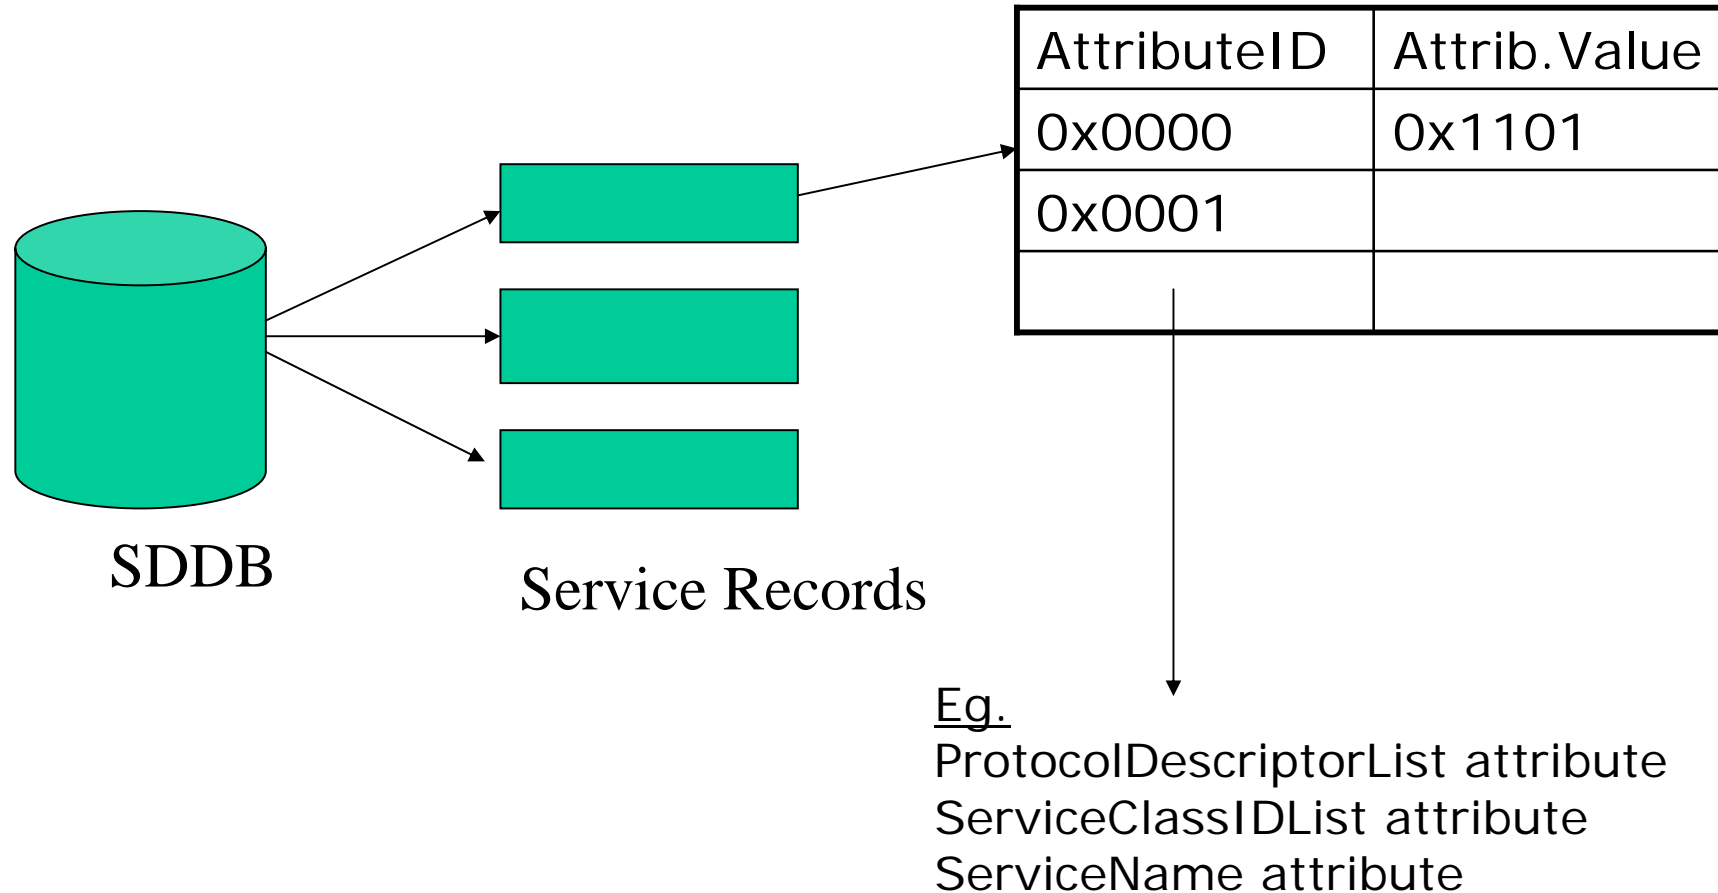 AttributeID Attrib.Value
0x0000 0x1101
0x0001
SDDB
Service Records
Eg.
ProtocolDescriptorList attribute
ServiceClassIDList attribute
ServiceName attribute